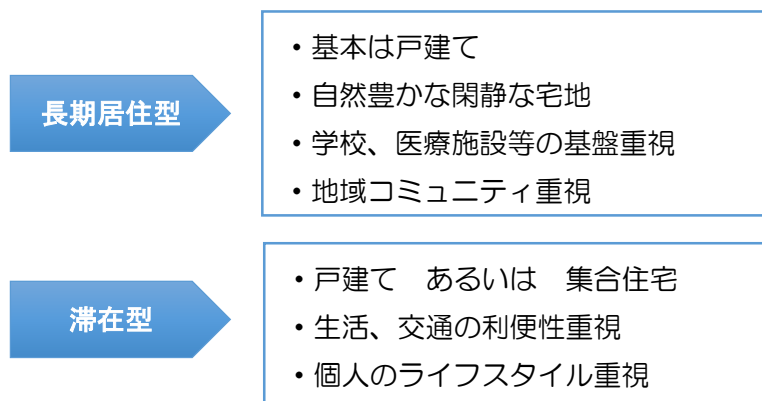 長期居住型
・基本は戸建て
・自然豊かな閑静な宅地
・学校、医療施設等の基盤重視
・地域コミュニティ重視
滞在型
・戸建て　あるいは　集合住宅
・生活、交通の利便性重視
・個人のライフスタイル重視